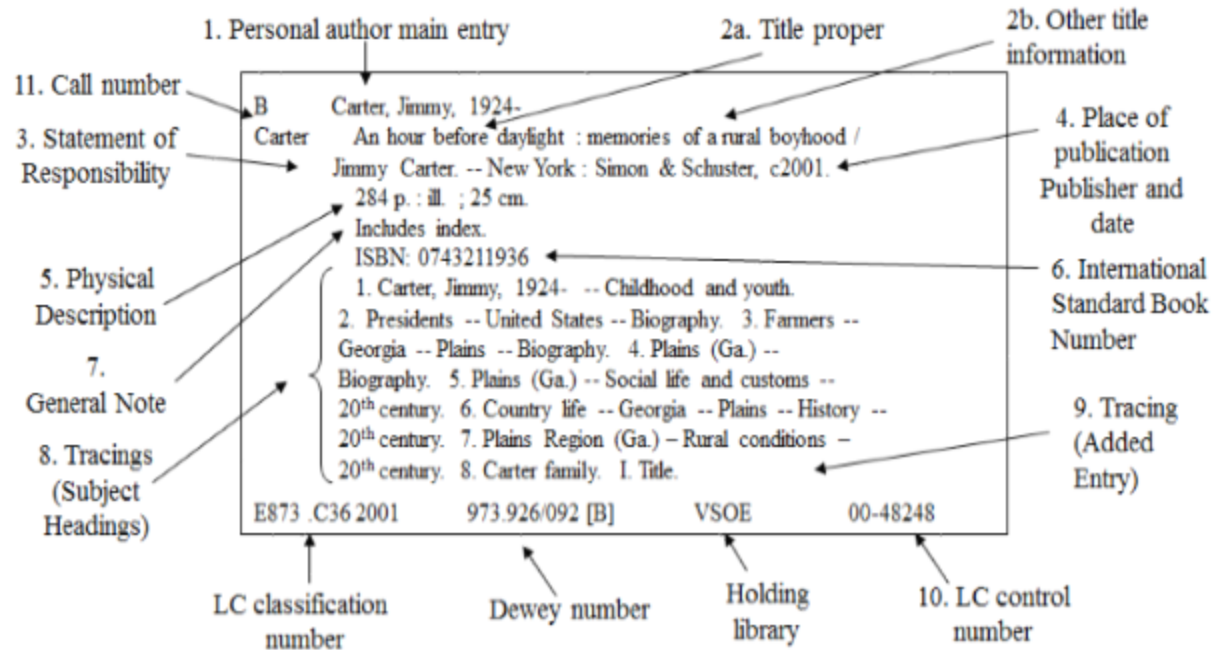 1. Personal author main entry
2a. Title proper
2b. Other title
information
11. Call number
3. Statement of
Responsibility
4. Place of
publication
Publisher and
date
B Carter, Jimmy, 1924-
Carter An hour before daylight : memories of a rural boyhood /
Jimmy Carter. -- New York : Simon & Schuster, c2001.
284 p. : ill. ; 25 cm.
Includes index.
ISBN: 0743211936
1. Carter, Jimmy, 1924- -- Childhood and youth.
2. Presidents -- United States -- Biography. 3. Farmers --
Georgia -- Plains -- Biography. 4. Plains (Ga.) --
Biography. 5. Plains (Ga.) -- Social life and customs --
20th century. 6. Country life -- Georgia -- Plains -- History --
20th century. 7. Plains Region (Ga.) – Rural conditions –
20th century. 8. Carter family. I. Title.
E873 .C36 2001 973.926/092 [B] VSOE 00-48248
5. Physical
Description
7.
General Note
8. Tracings
(Subject
Headings)
6. International
Standard Book
Number
9. Tracing
(Added
Entry)
LC classification
number
Dewey number
Holding
library
10. LC control
number